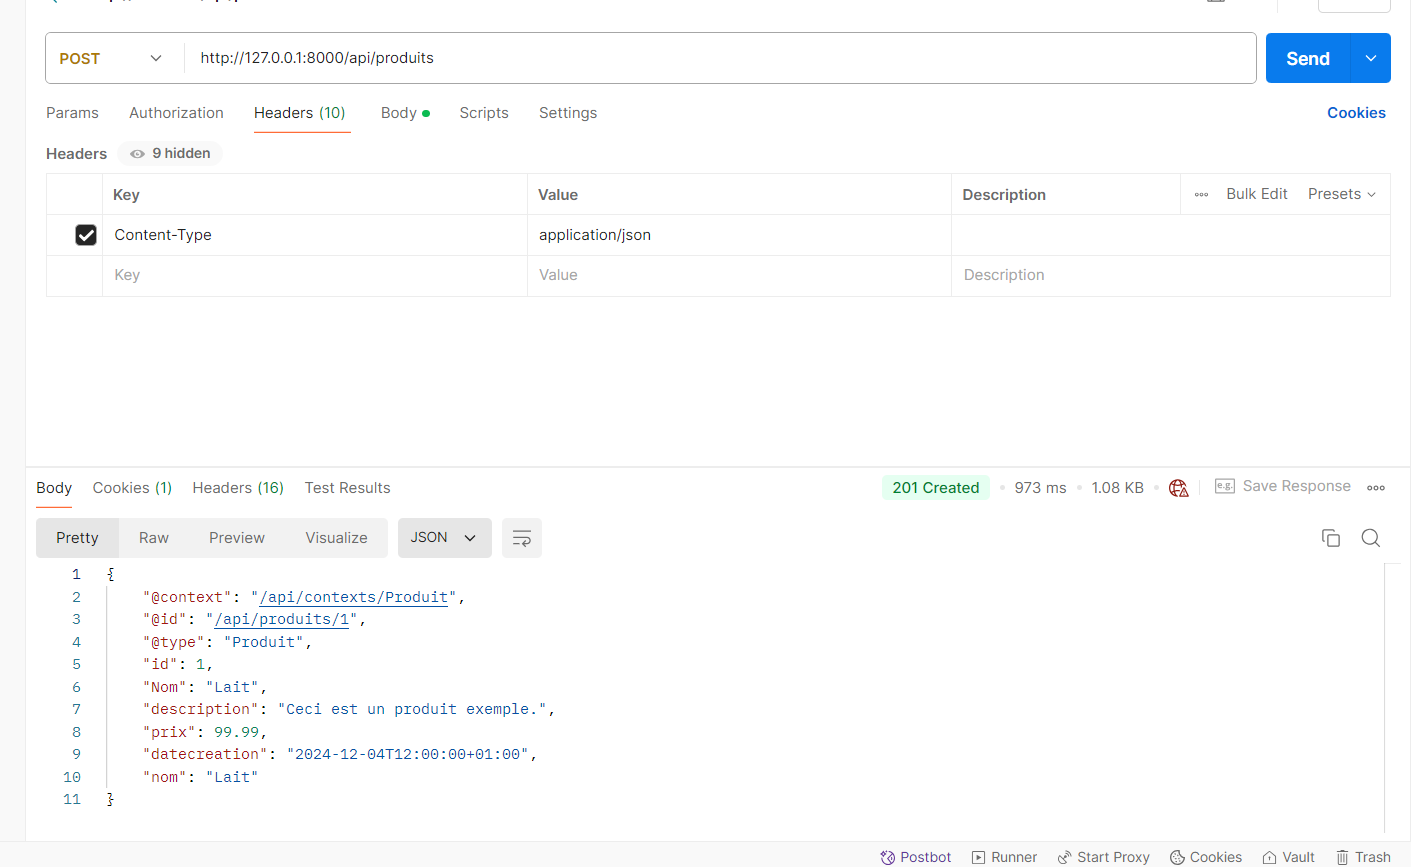 POST http://127.0.0.1:8000/api/produits Send
Params Authorization Headers (10) Body Scripts Settings Cookies
Headers 9 hidden
Key Value Description Bulk Edit Presets
Content-Type application/json
Key Value Description
Body Cookies (1) Headers (16) Test Results 201 Created 973 ms 1.08 KB e.g. Save Response
Pretty Raw Preview Visualize JSON
1 {
2 "@context": "/api/contexts/Produit",
3 "@id": "/api/produits/1",
4 "@type": "Produit",
5 "id": 1,
6 "Nom": "Lait",
7 "description": "Ceci est un produit exemple.",
8 "prix": 99.99,
9 "datecreation": "2024-12-04T12:00:00+01:00",
10 "nom": "Lait"
11 }
Postbot Runner Start Proxy Cookies Vault Trash